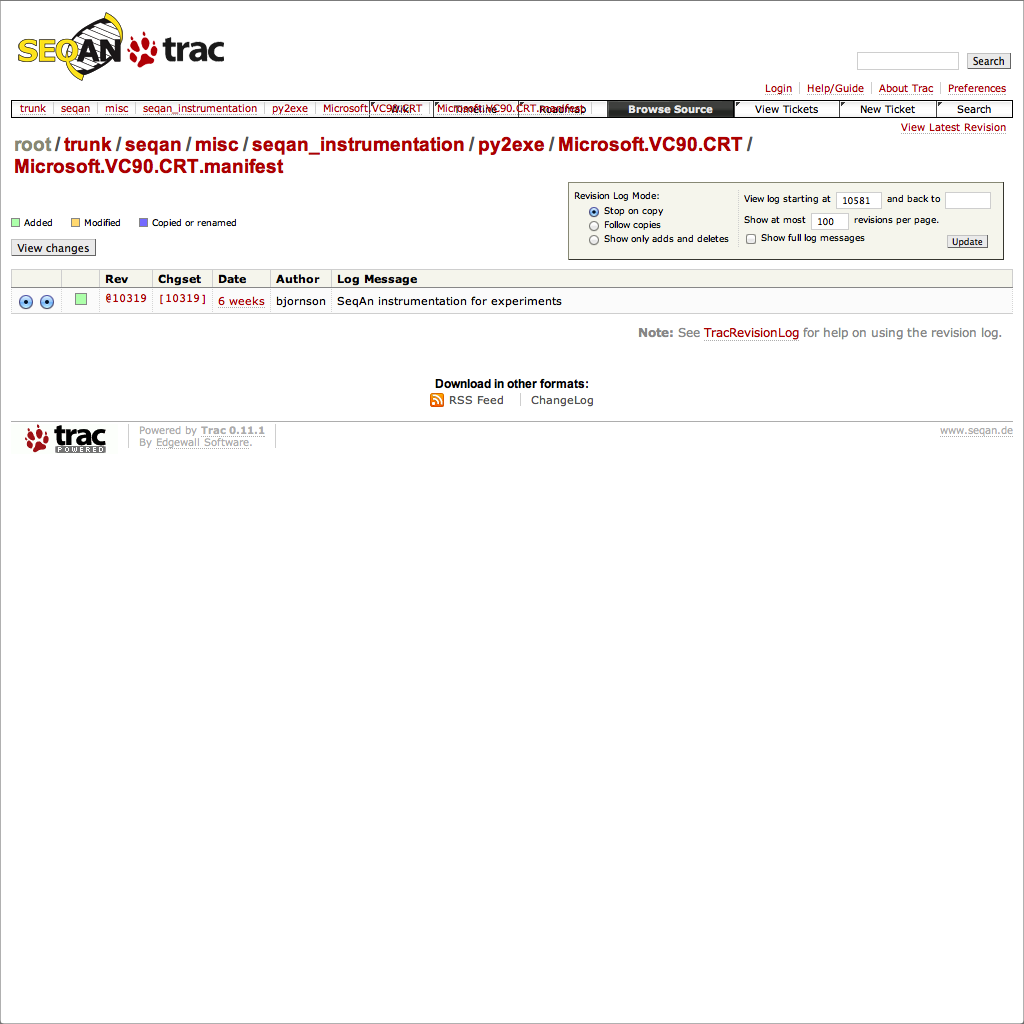 SEQAN trac
Search
Login Help/Guide About Trac Preferences
trunk seqan misc seqan_instrumentation py2exe Microsoft.VC90.CRT Microsoft.VC90.CRT.manifest
Wiki Timeline Roadmap Browse Source View Tickets New Ticket Search
View Latest Revision
root / trunk / seqan / misc / seqan_instrumentation / py2exe / Microsoft.VC90.CRT /
Microsoft.VC90.CRT.manifest
Revision Log Mode:
Stop on copy
Follow copies
Show only adds and deletes
View log starting at 10581 and back to
Show at most 100 revisions per page.
Show full log messages
Update
Added Modified Copied or renamed
View changes
Rev Chgset Date Author Log Message
@10319 [10319] 6 weeks bjornson SeqAn instrumentation for experiments
Note: See TracRevisionLog for help on using the revision log.
Download in other formats:
RSS Feed ChangeLog
trac POWERED
Powered by Trac 0.11.1
By Edgewall Software.
www.seqan.de